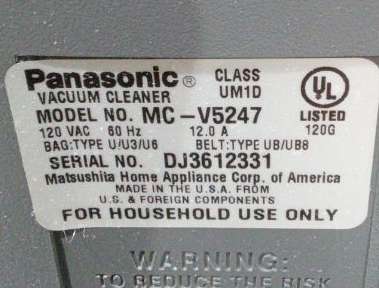 Panasonic® CLASS
VACUUM CLEANER UM1D
UL
MODEL NO. MC-V5247 LISTED
120 VAC 60 Hz 12.0 A 120G
BAG:TYPE U/U3/U6 BELT:TYPE UB/UB8
SERIAL NO. DJ3612331
Matsushita Home Appliance Corp. of America
MADE IN THE U.S.A. FROM
U.S. & FOREIGN COMPONENTS
FOR HOUSEHOLD USE ONLY
WARNING:
TO REDUCE THE RISK